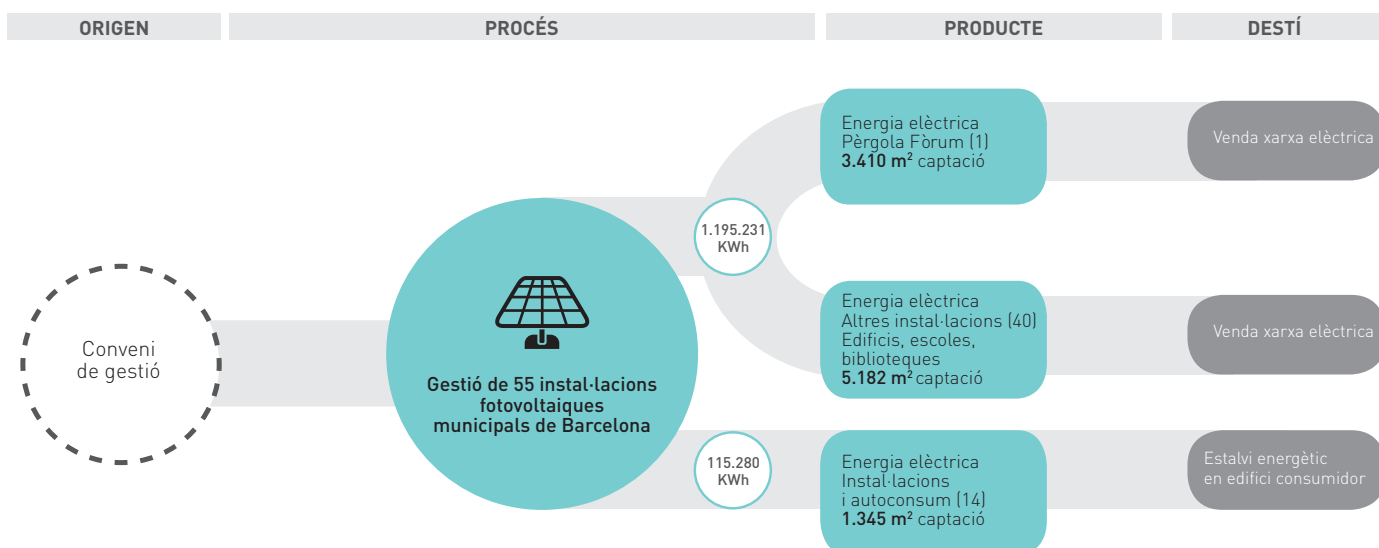 ORIGEN
PROCÉS
PRODUCTE
DESTÍ
Conveni
de gestió
Gestió de 55 instal·lacions
fotovoltaiques
municipals de Barcelona
1.195.231
KWh
115.280
KWh
Energia elèctrica
Pèrgola Fòrum (1)
3.410 m² captació
Venda xarxa elèctrica
Energia elèctrica
Altres instal·lacions (40)
Edificis, escoles,
biblioteques
5.182 m² captació
Venda xarxa elèctrica
Energia elèctrica
Instal·lacions
i autoconsum (14)
1.345 m² captació
Estalvi energètic
en edifici consumidor